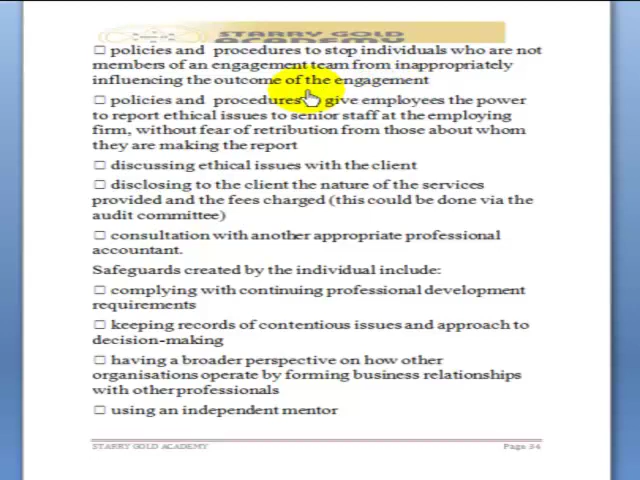 STARRY GOLD
ACADEMY
☐ policies and procedures to stop individuals who are not
members of an engagement team from inappropriately
influencing the outcome of the engagement
☐ policies and procedures to give employees the power
to report ethical issues to senior staff at the employing
firm, without fear of retribution from those about whom
they are making the report
☐ discussing ethical issues with the client
☐ disclosing to the client the nature of the services
provided and the fees charged (this could be done via the
audit committee)
☐ consultation with another appropriate professional
accountant.
Safeguards created by the individual include:
☐ complying with continuing professional development
requirements
☐ keeping records of contentious issues and approach to
decision-making
☐ having a broader perspective on how other
organisations operate by forming business relationships
with other professionals
☐ using an independent mentor
STARRY GOLD ACADEMY Page 34